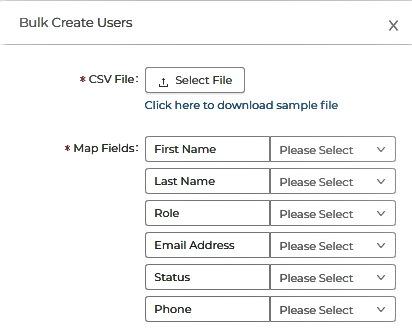 Bulk Create Users
* CSV File: Select File
Click here to download sample file
* Map Fields: First Name Please Select
Last Name Please Select
Role Please Select
Email Address Please Select
Status Please Select
Phone Please Select